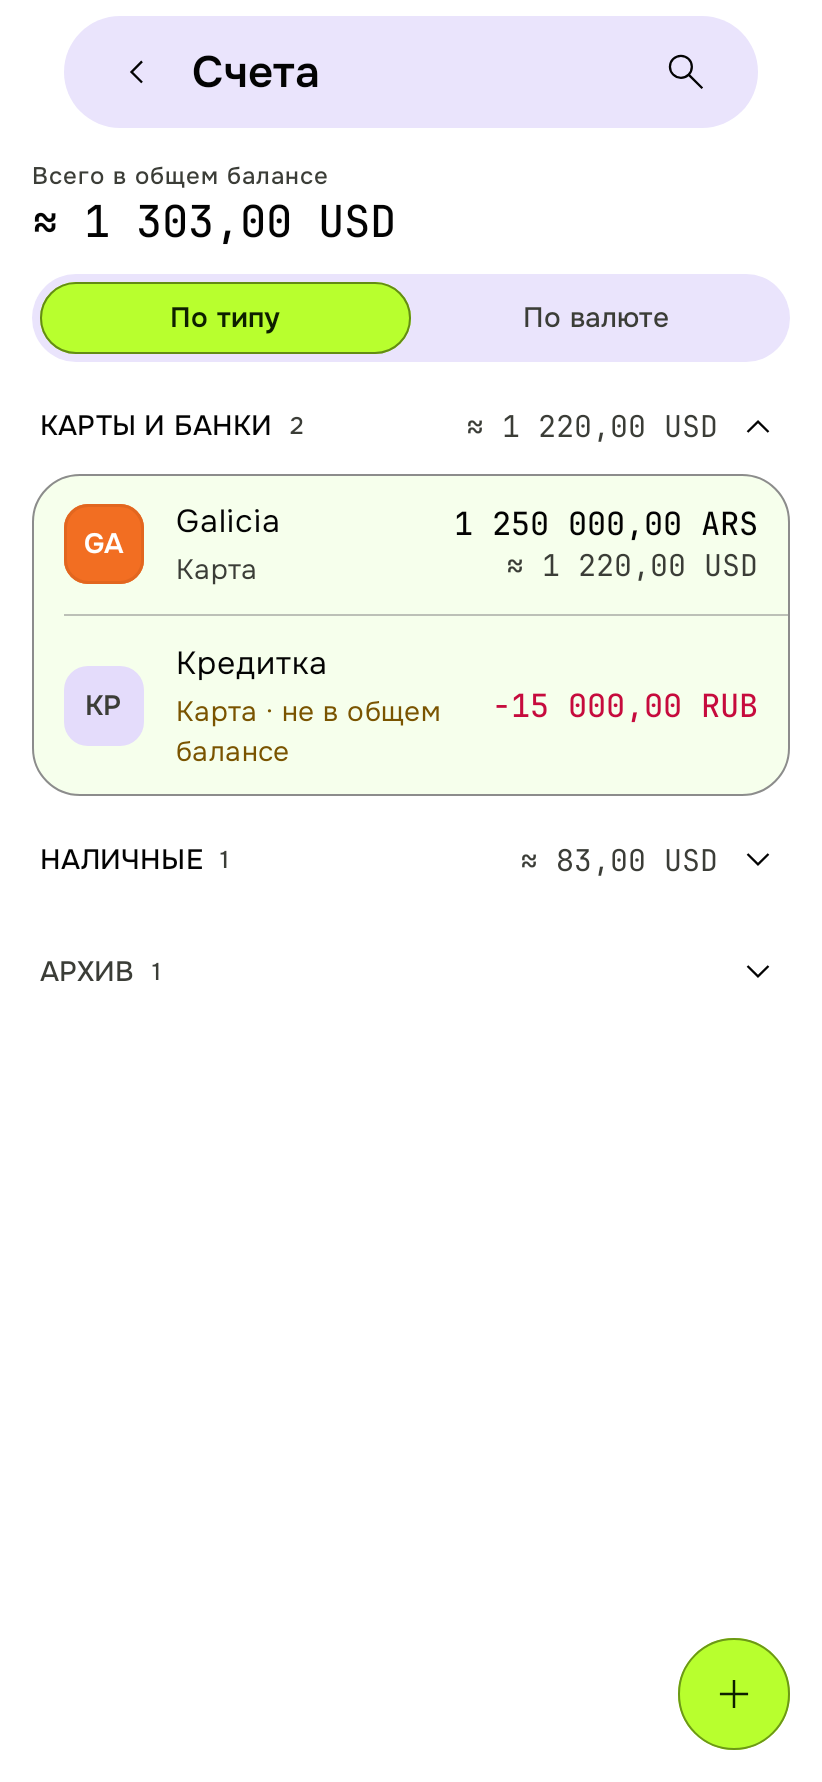 Счета
Всего в общем балансе
≈ 1 303,00 USD
По типу
По валюте
КАРТЫ И БАНКИ 2 ≈ 1 220,00 USD
GA
Galicia
Карта
1 250 000,00 ARS
≈ 1 220,00 USD
КР
Кредитка
Карта · не в общем
балансе
-15 000,00 RUB
НАЛИЧНЫЕ 1 ≈ 83,00 USD
АРХИВ 1